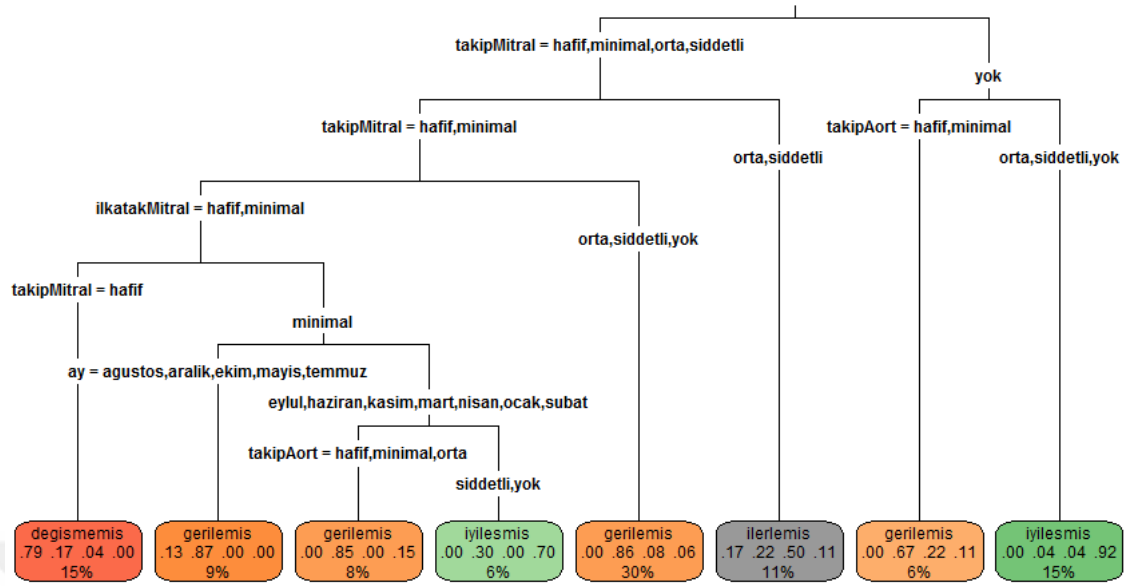 takipMitral = hafif,minimal,orta,siddetli
yok
takipMitral = hafif,minimal
takipAort = hafif,minimal
orta,siddetli
orta,siddetli,yok
ilkatakMitral = hafif,minimal
orta,siddetli,yok
takipMitral = hafif
minimal
ay = agustos,aralik,ekim,mayis,temmuz
eylul,haziran,kasim,mart,nisan,ocak,subat
takipAort = hafif,minimal,orta
siddetli,yok
degismemis
.79 .17 .04 .00
15%
gerilemis
.13 .87 .00 .00
9%
gerilemis
.00 .85 .00 .15
8%
iyilesmis
.00 .30 .00 .70
6%
gerilemis
.00 .86 .08 .06
30%
ilerlemis
.17 .22 .50 .11
11%
gerilemis
.00 .67 .22 .11
6%
iyilesmis
.00 .04 .04 .92
15%